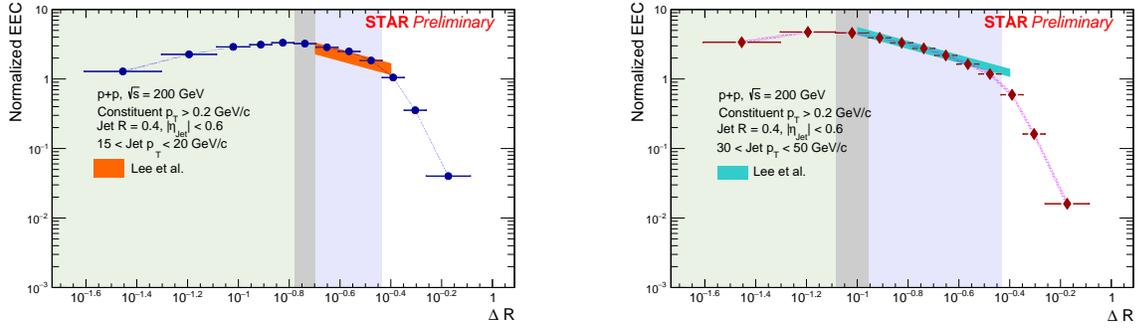 Normalized EEC
10
1
10⁻¹
10⁻²
10⁻³
STAR Preliminary
p+p, √s = 200 GeV
Constituent p_T > 0.2 GeV/c
Jet R = 0.4, |η_Jet| < 0.6
15 < Jet p_T < 20 GeV/c
Lee et al.
10⁻¹·⁶ 10⁻¹·⁴ 10⁻¹·² 10⁻¹ 10⁻⁰·⁸ 10⁻⁰·⁶ 10⁻⁰·⁴ 10⁻⁰·² 1
Δ R
Normalized EEC
10
1
10⁻¹
10⁻²
10⁻³
STAR Preliminary
p+p, √s = 200 GeV
Constituent p_T > 0.2 GeV/c
Jet R = 0.4, |η_Jet| < 0.6
30 < Jet p_T < 50 GeV/c
Lee et al.
10⁻¹·⁶ 10⁻¹·⁴ 10⁻¹·² 10⁻¹ 10⁻⁰·⁸ 10⁻⁰·⁶ 10⁻⁰·⁴ 10⁻⁰·² 1
Δ R